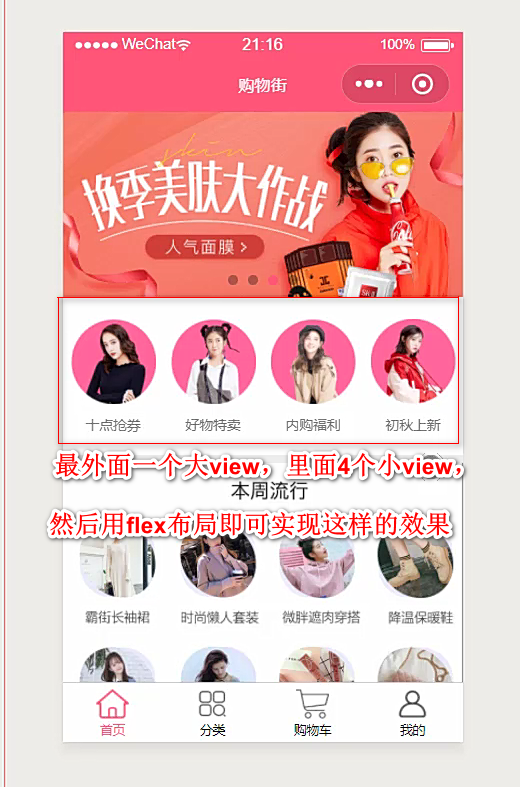 ●●●●● WeChat 21:16 100%
购物街
skin
换季美肤大作战
人气面膜 >
十点抢券 好物特卖 内购福利 初秋上新
最外面一个大view，里面4个小view，
本周流行
然后用flex布局即可实现这样的效果
霸街长袖裙 时尚懒人套装 微胖遮肉穿搭 降温保暖鞋
首页 分类 购物车 我的